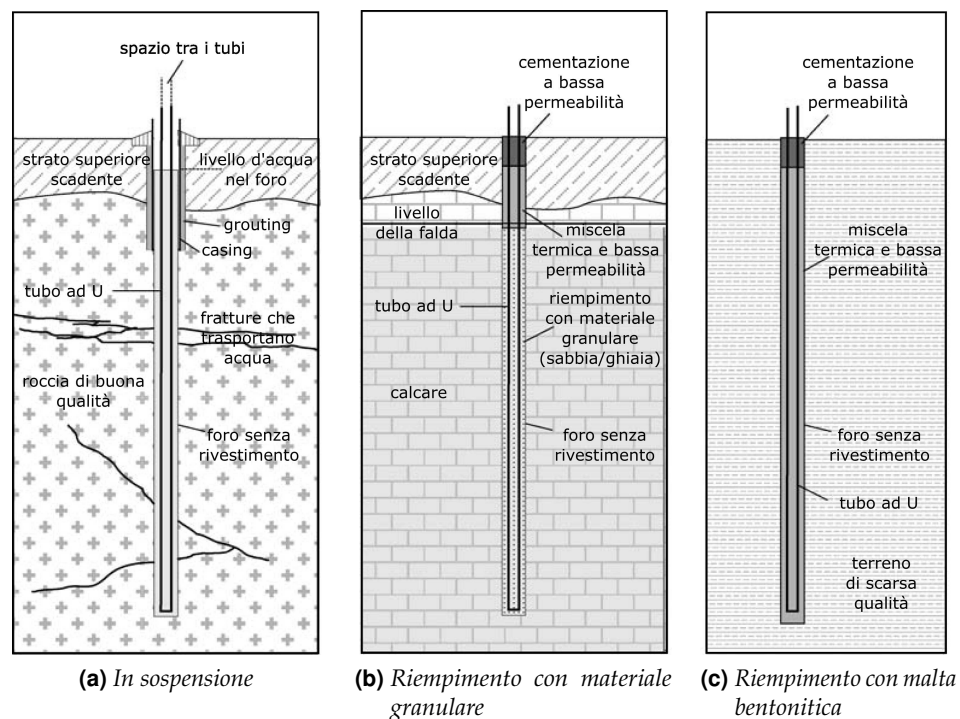 spazio tra i tubi
strato superiore
scadente
livello d'acqua
nel foro
grouting
casing
tubo ad U
fratture che
trasportano
acqua
roccia di buona
qualità
foro senza
rivestimento
(a) In sospensione
cementazione
a bassa
permeabilità
strato superiore
scadente
livello
della falda
miscela
termica e bassa
permeabilità
tubo ad U
riempimento
con materiale
granulare
(sabbia/ghiaia)
calcare
foro senza
rivestimento
(b) Riempimento con materiale
granulare
cementazione
a bassa
permeabilità
miscela
termica e bassa
permeabilità
foro senza
rivestimento
tubo ad U
terreno
di scarsa
qualità
(c) Riempimento con malta
bentonitica